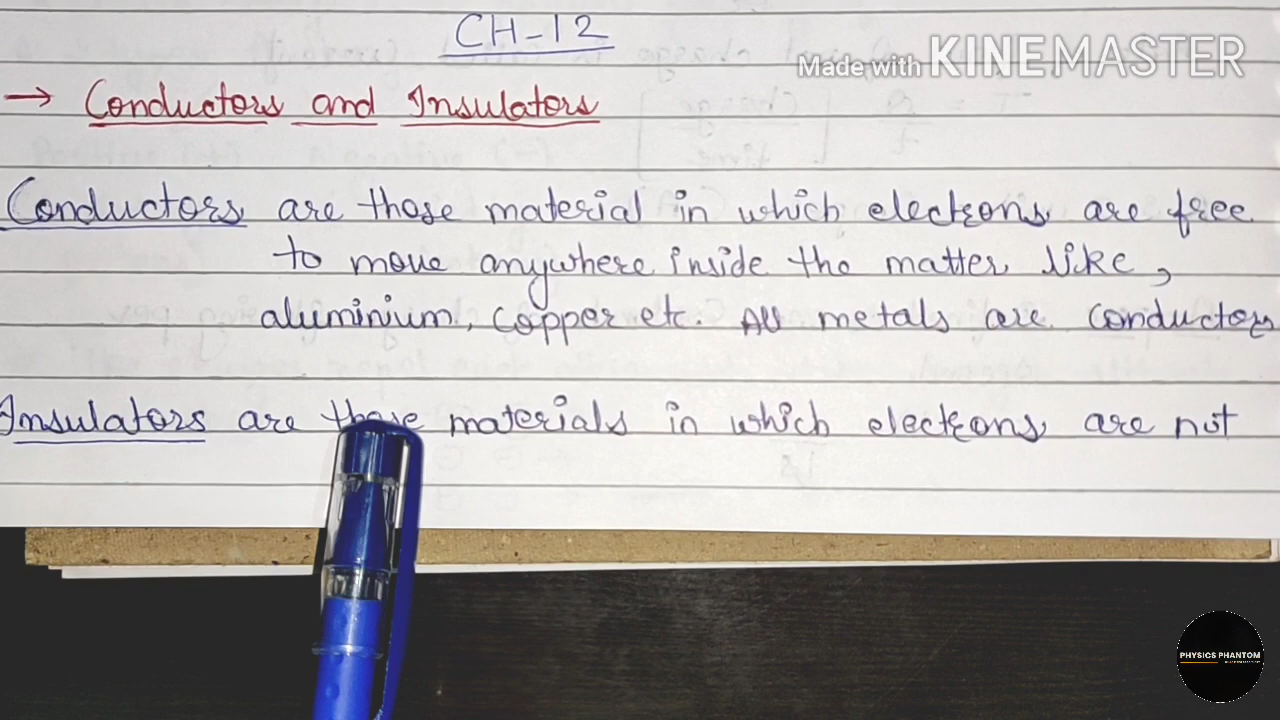 CH-12
Made with KINEMASTER
→ Conductors and Insulators
Conductors are those material in which electrons are free
to move anywhere inside the matter like,
aluminium, copper etc. All metals are conductors
Insulators are those materials in which electrons are not
PHYSICS PHANTOM